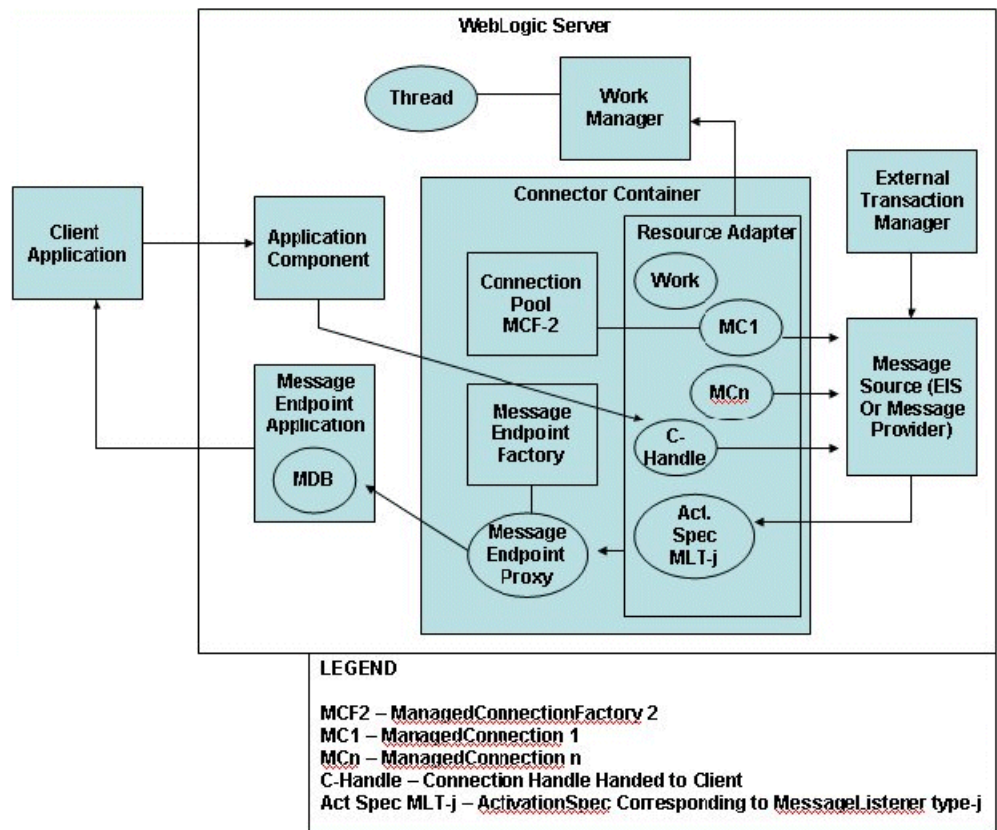 WebLogic Server
Thread
Work
Manager
External
Transaction
Manager
Connector Container
Client
Application
Application
Component
Resource Adapter
Connection
Pool
MCF-2
Work
MC1
Message
Source (EIS
Or Message
Provider)
Message
Endpoint
Application
MDB
Message
Endpoint
Factory
MCn
C-
Handle
Message
Endpoint
Proxy
Act.
Spec
MLT-j
LEGEND
MCF2 – ManagedConnectionFactory 2
MC1 – ManagedConnection 1
MCn – ManagedConnection n
C-Handle – Connection Handle Handed to Client
Act Spec MLT-j – ActivationSpec Corresponding to MessageListener type-j